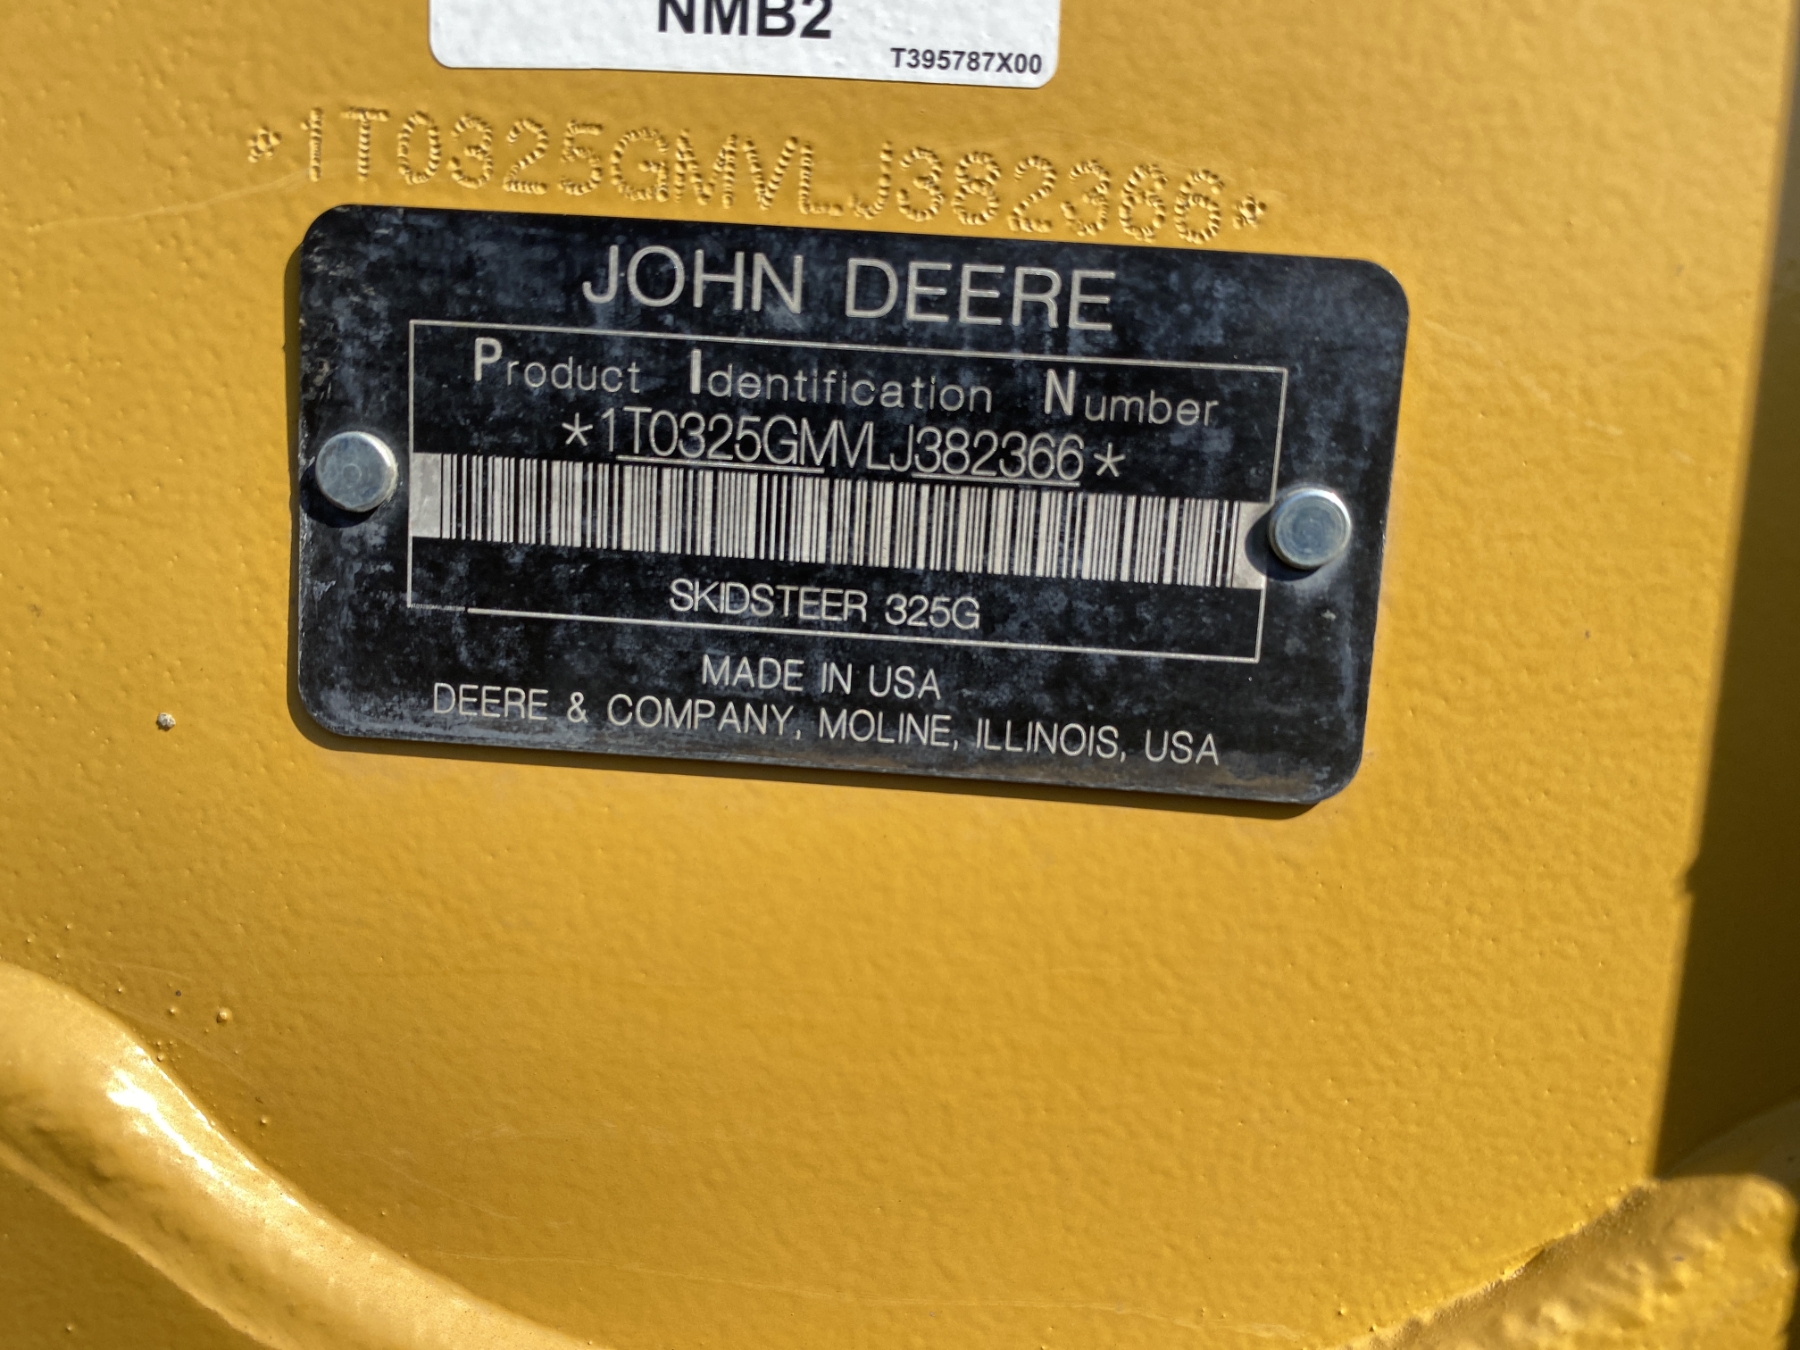 NMB2
T395787X00
*1T0325GMVLJ382366*
JOHN DEERE
Product Identification Number
*1T0325GMVLJ382366*
SKIDSTEER 325G
MADE IN USA
DEERE & COMPANY, MOLINE, ILLINOIS, USA